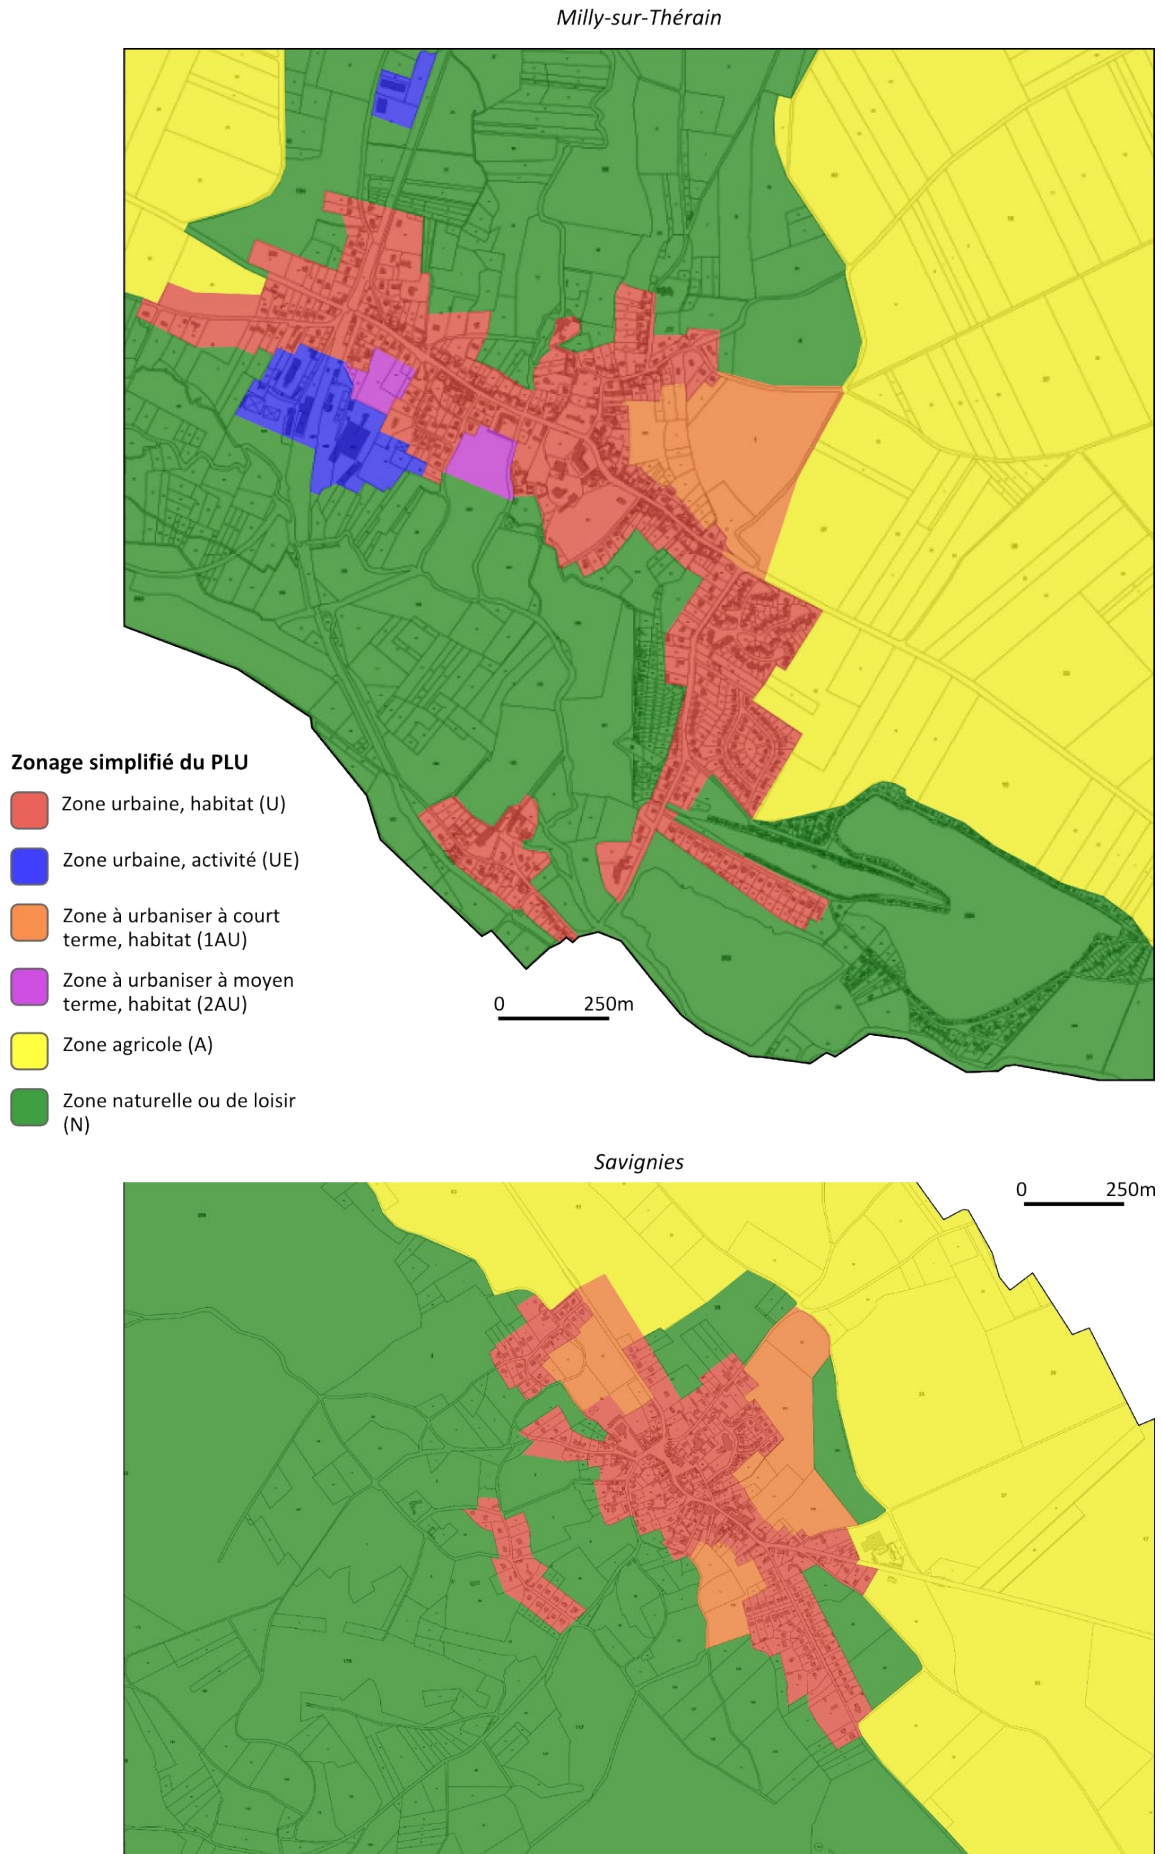 Milly-sur-Thérain
Zonage simplifié du PLU
Zone urbaine, habitat (U)
Zone urbaine, activité (UE)
Zone à urbaniser à court
terme, habitat (1AU)
Zone à urbaniser à moyen
terme, habitat (2AU)
Zone agricole (A)
Zone naturelle ou de loisir
(N)
0 250m
Savignies
0 250m